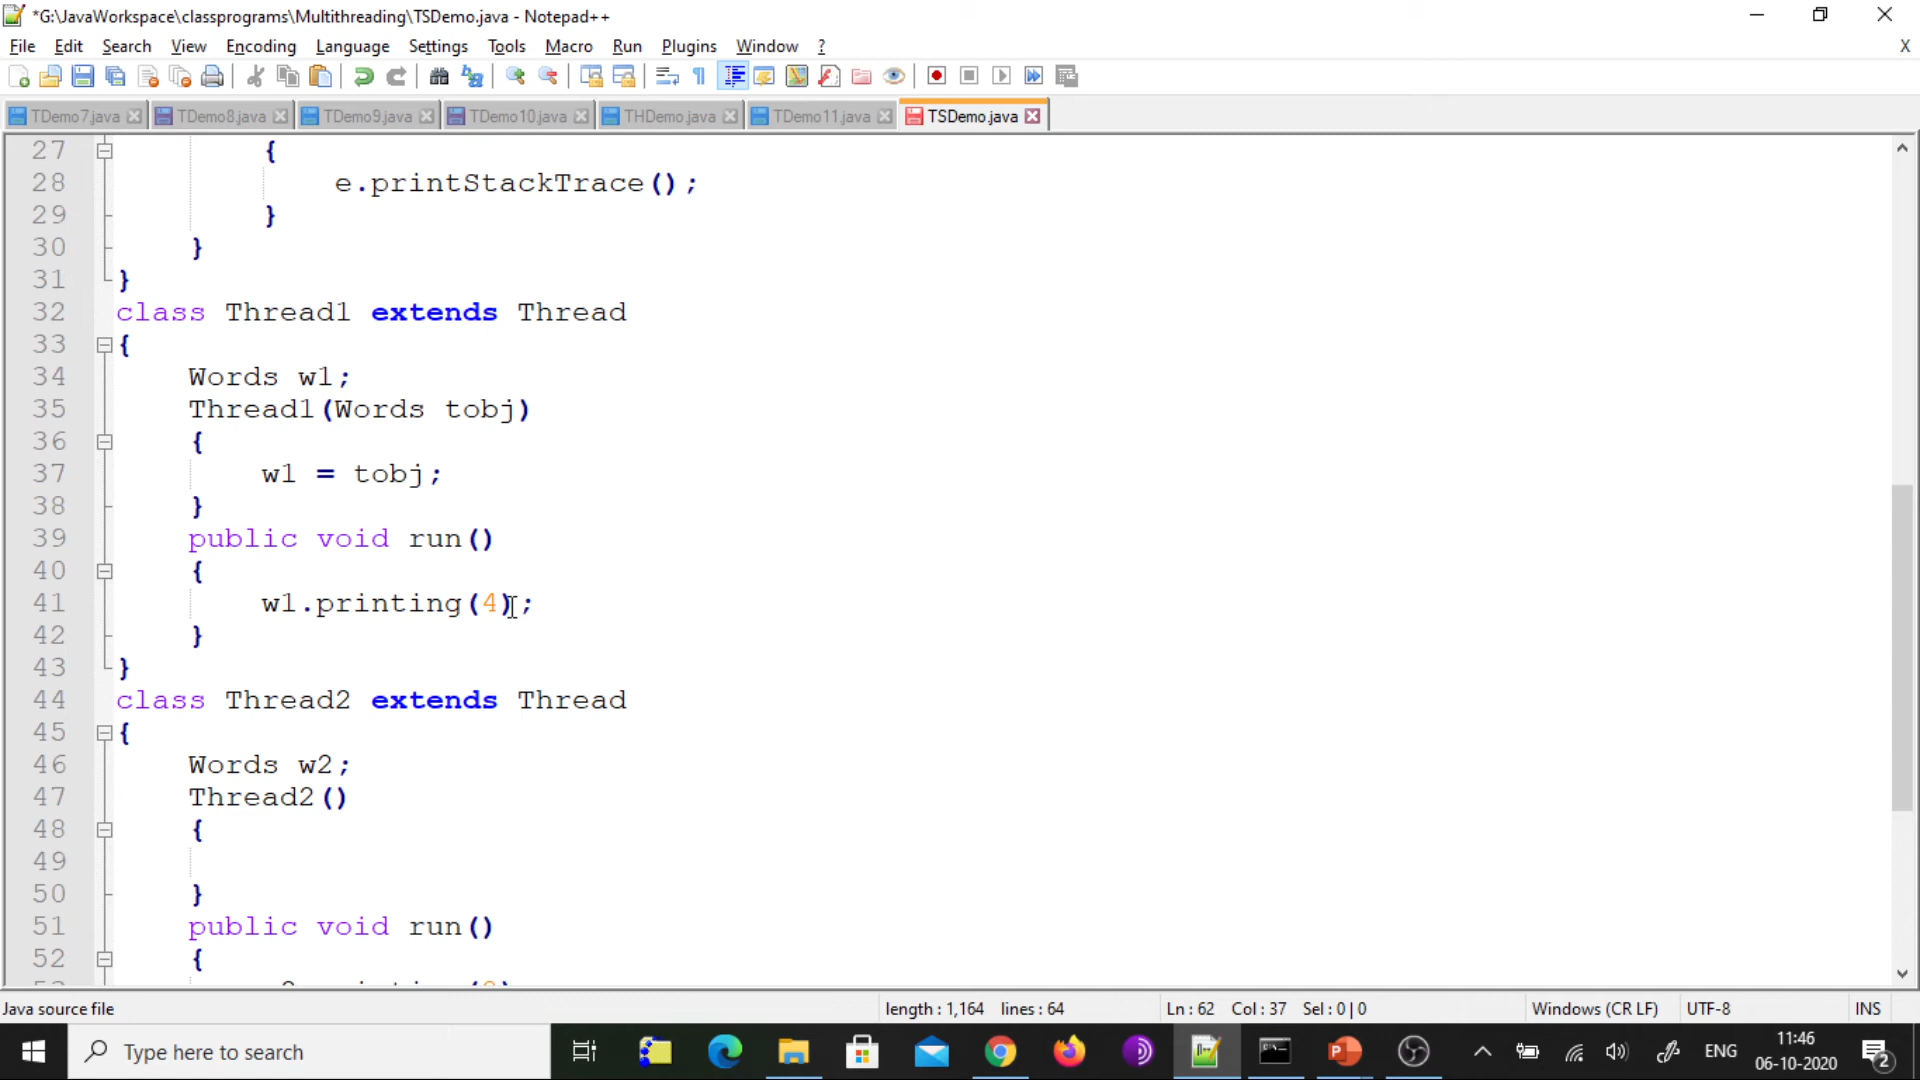 *G:\JavaWorkspace\classprograms\Multithreading\TSDemo.java - Notepad++
File Edit Search View Encoding Language Settings Tools Macro Run Plugins Window ? X
TDemo7.java TDemo8.java TDemo9.java TDemo10.java THDemo.java TDemo11.java TSDemo.java
27 {
28 e.printStackTrace();
29 }
30 }
31 }
32 class Thread1 extends Thread
33 {
34 Words w1;
35 Thread1(Words tobj)
36 {
37 w1 = tobj;
38 }
39 public void run()
40 {
41 w1.printing(4);
42 }
43 }
44 class Thread2 extends Thread
45 {
46 Words w2;
47 Thread2()
48 {
49
50 }
51 public void run()
52 {
Java source file length : 1,164 lines : 64 Ln : 62 Col : 37 Sel : 0 | 0 Windows (CR LF) UTF-8 INS
Type here to search
ENG
11:46
06-10-2020
2